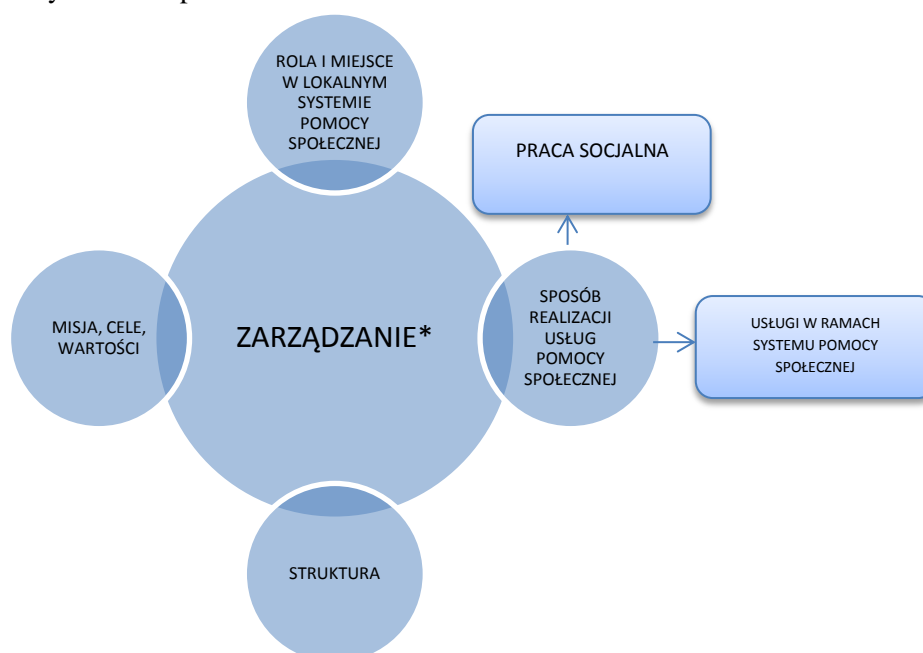 ROLA I MIEJSCE
W LOKALNYM
SYSTEMIE
POMOCY
SPOŁECZNEJ
PRACA SOCJALNA
MISJA, CELE,
WARTOŚCI
ZARZĄDZANIE*
SPOSÓB
REALIZACJI
USŁUG
POMOCY
SPOŁECZNEJ
USŁUGI W RAMACH
SYSTEMU POMOCY
SPOŁECZNEJ
STRUKTURA